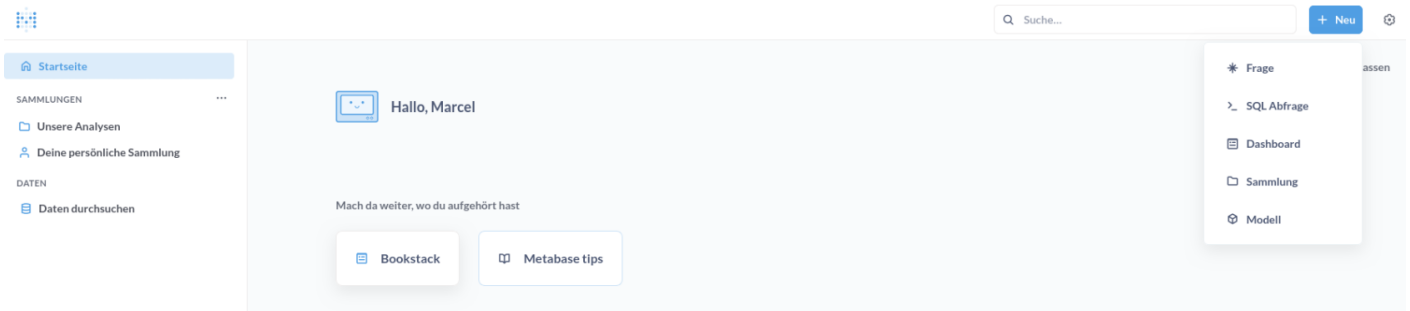 Suche...
Neu
Startseite
SAMMLUNGEN
Unsere Analysen
Deine persönliche Sammlung
DATEN
Daten durchsuchen
Hallo, Marcel
Mach da weiter, wo du aufgehört hast
Bookstack
Metabase tips
Frage
SQL Abfrage
Dashboard
Sammlung
Modell
assen